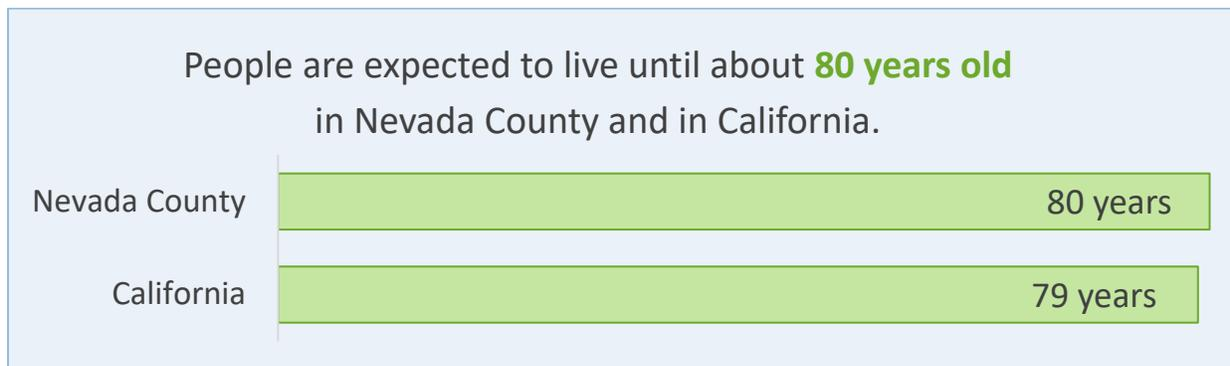 People are expected to live until about 80 years old
in Nevada County and in California.
Nevada County
80 years
California
79 years